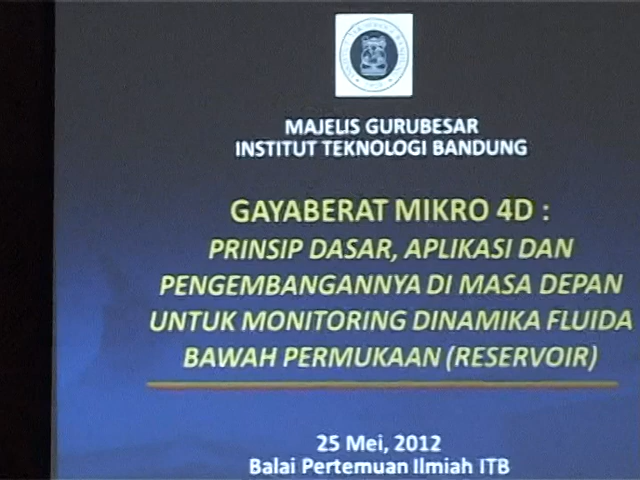 MAJELIS GURUBESAR
INSTITUT TEKNOLOGI BANDUNG
GAYABERAT MIKRO 4D :
PRINSIP DASAR, APLIKASI DAN
PENGEMBANGANNYA DI MASA DEPAN
UNTUK MONITORING DINAMIKA FLUIDA
BAWAH PERMUKAAN (RESERVOIR)
25 Mei, 2012
Balai Pertemuan Ilmiah ITB